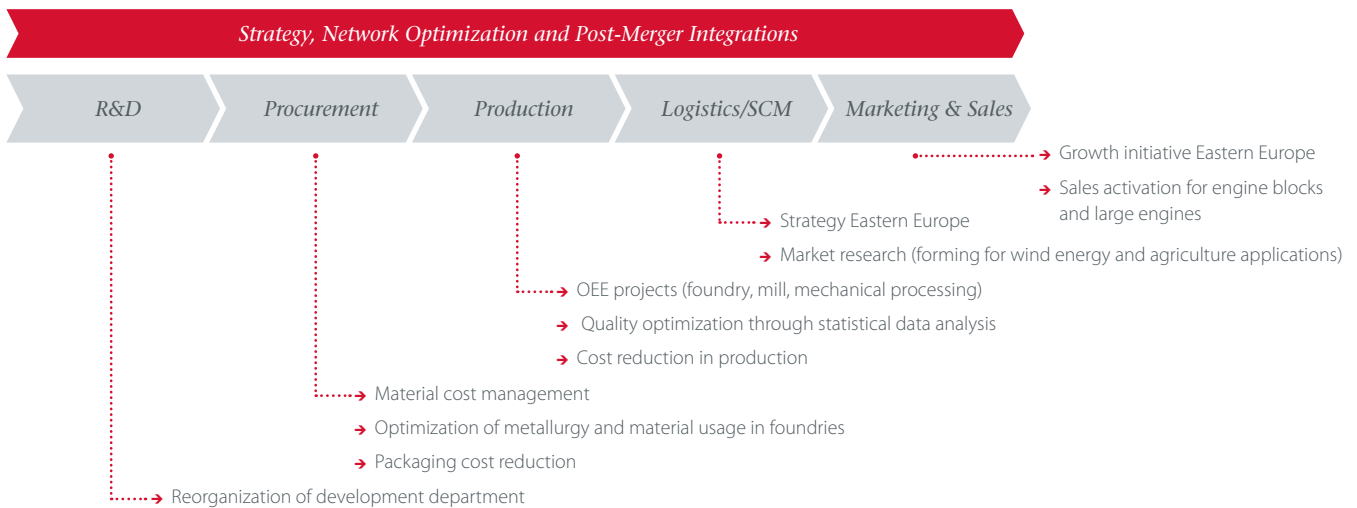 Strategy, Network Optimization and Post-Merger Integrations
R&D
Procurement
Production
Logistics/SCM
Marketing & Sales
Growth initiative Eastern Europe
Sales activation for engine blocks
and large engines
Strategy Eastern Europe
Market research (forming for wind energy and agriculture applications)
OEE projects (foundry, mill, mechanical processing)
Quality optimization through statistical data analysis
Cost reduction in production
Material cost management
Optimization of metallurgy and material usage in foundries
Packaging cost reduction
Reorganization of development department